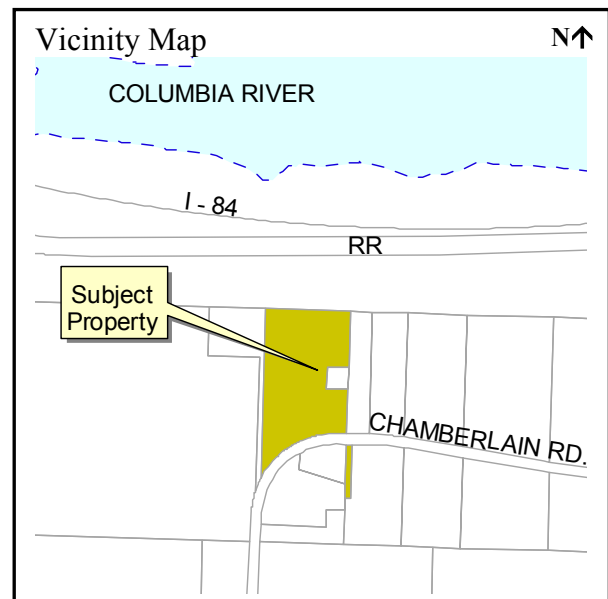 Vicinity Map
N↑
COLUMBIA RIVER
I - 84
RR
Subject
Property
CHAMBERLAIN RD.